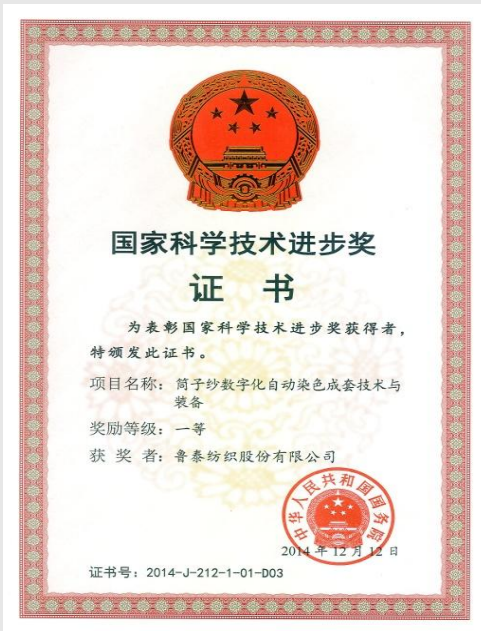 国家科学技术进步奖
证 书
为表彰国家科学技术进步奖获得者，
特颁发此证书。
项目名称：筒子纱数字化自动染色成套技术与
装备
奖励等级：一等
获 奖 者：鲁泰纺织股份有限公司
中华人民共和国国务院
2014 年 12 月 12 日
证书号：2014-J-212-1-01-D03